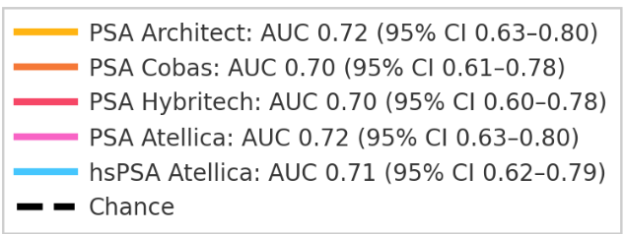 PSA Architect: AUC 0.72 (95% CI 0.63–0.80)
PSA Cobas: AUC 0.70 (95% CI 0.61–0.78)
PSA Hybritech: AUC 0.70 (95% CI 0.60–0.78)
PSA Atellica: AUC 0.72 (95% CI 0.63–0.80)
hsPSA Atellica: AUC 0.71 (95% CI 0.62–0.79)
Chance